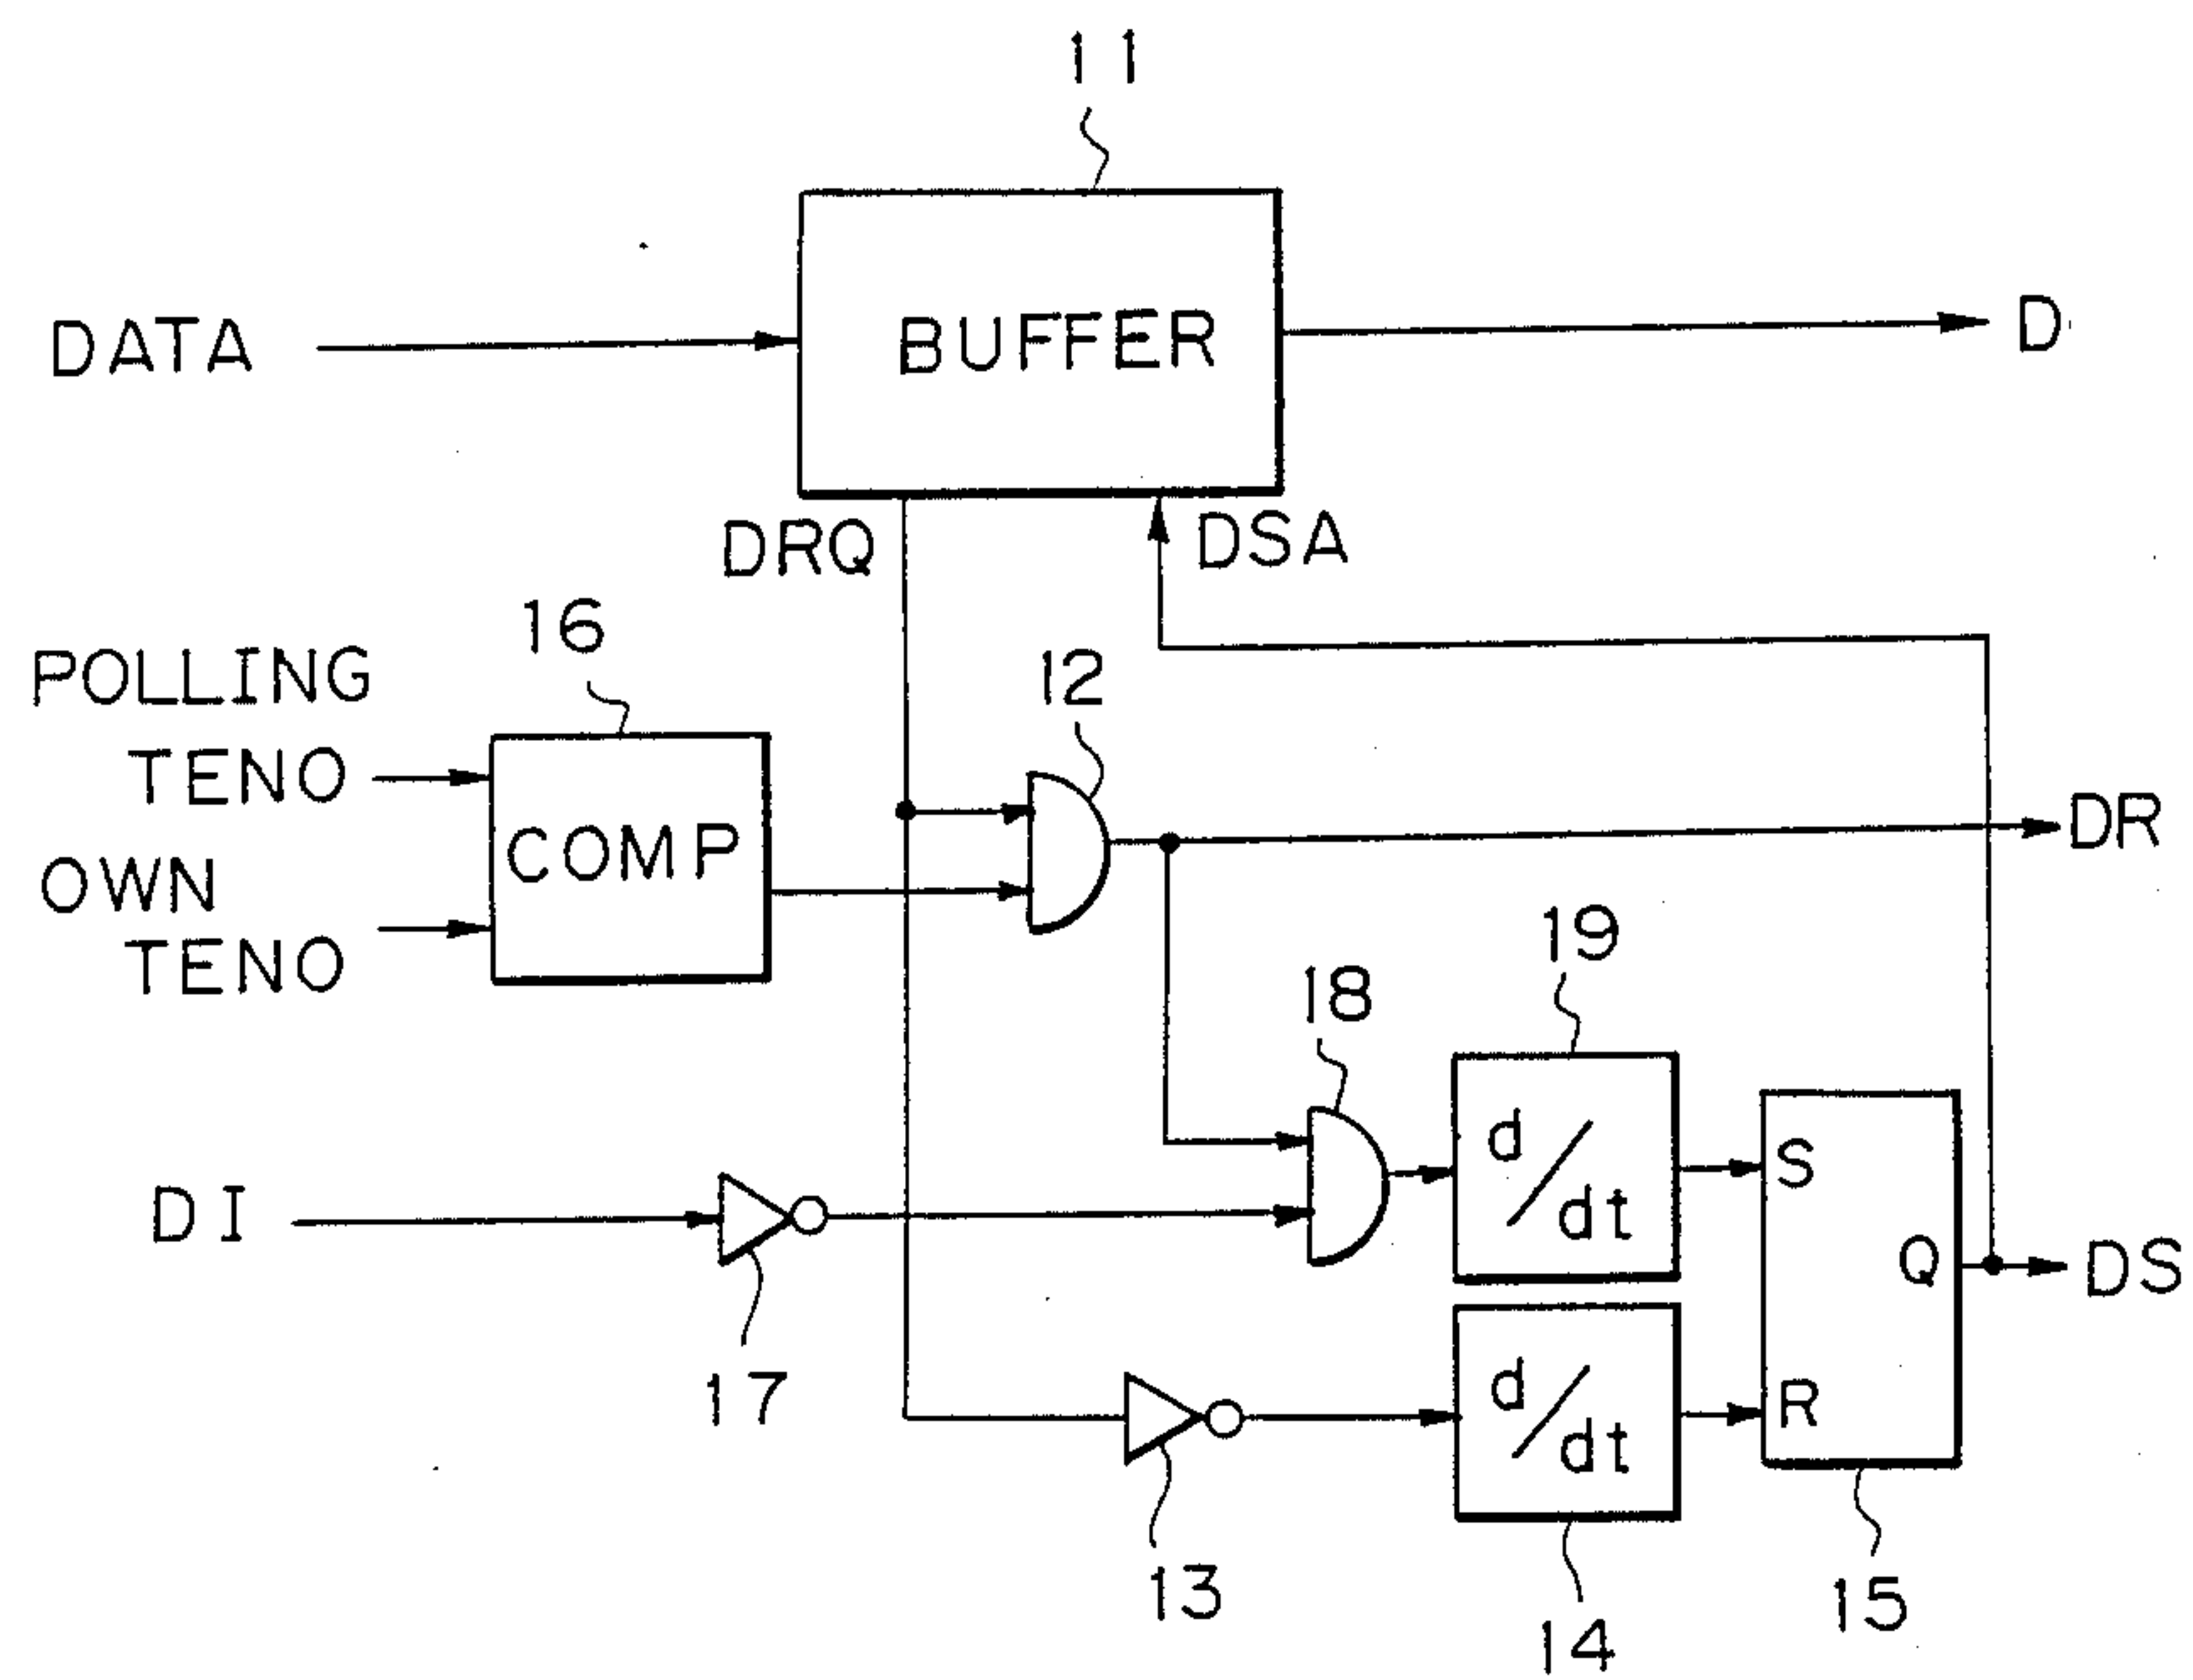 11
DATA
BUFFER
D
DRQ
DSA
16
POLLING
TENO
12
COMP
DR
OWN
TENO
19
18
d/dt
S
DI
Q
DS
17
d/dt
R
13
14
15